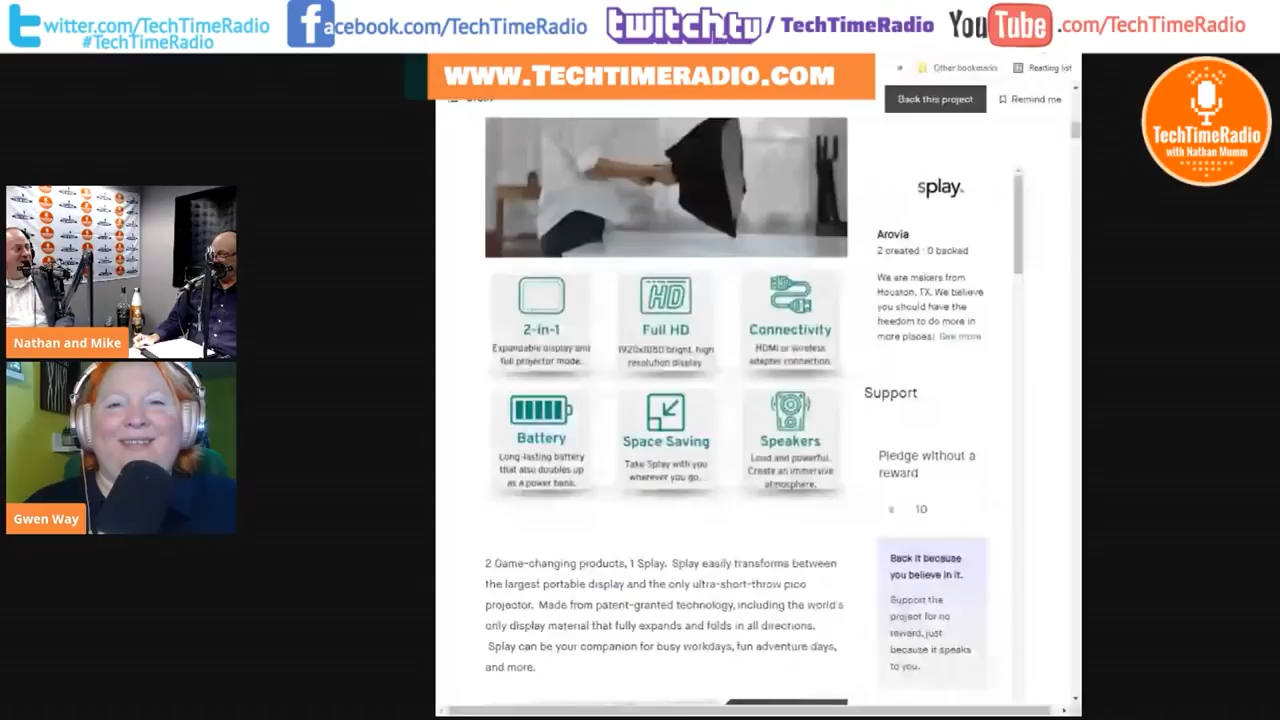 twitter.com/TechTimeRadio
#TechTimeRadio
facebook.com/TechTimeRadio
twitch.tv / TechTimeRadio
YouTube.com/TechTimeRadio
www.Techtimeradio.com
Other bookmarks
Reading list
Back this project
Remind me
TechTimeRadio
with Nathan Mumm
splay.
Arovia
2 created · 0 backed
We are makers from
Houston, TX. We believe
you should have the
freedom to do more in
more places! See more
2-in-1
Expandable display and
full projector mode.
Full HD
1920x1080 bright, high
resolution display
Connectivity
HDMI or wireless
adapter connection.
Battery
Long-lasting battery
that also doubles up
as a power bank.
Space Saving
Take Splay with you
wherever you go.
Speakers
Loud and powerful.
Create an immersive
atmosphere.
Support
Pledge without a
reward
10
Back it because
you believe in it.
Support the
project for no
reward, just
because it speaks
to you.
2 Game-changing products, 1 Splay. Splay easily transforms between
the largest portable display and the only ultra-short-throw pico
projector. Made from patent-granted technology, including the world's
only display material that fully expands and folds in all directions.
Splay can be your companion for busy workdays, fun adventure days,
and more.
Nathan and Mike
Gwen Way